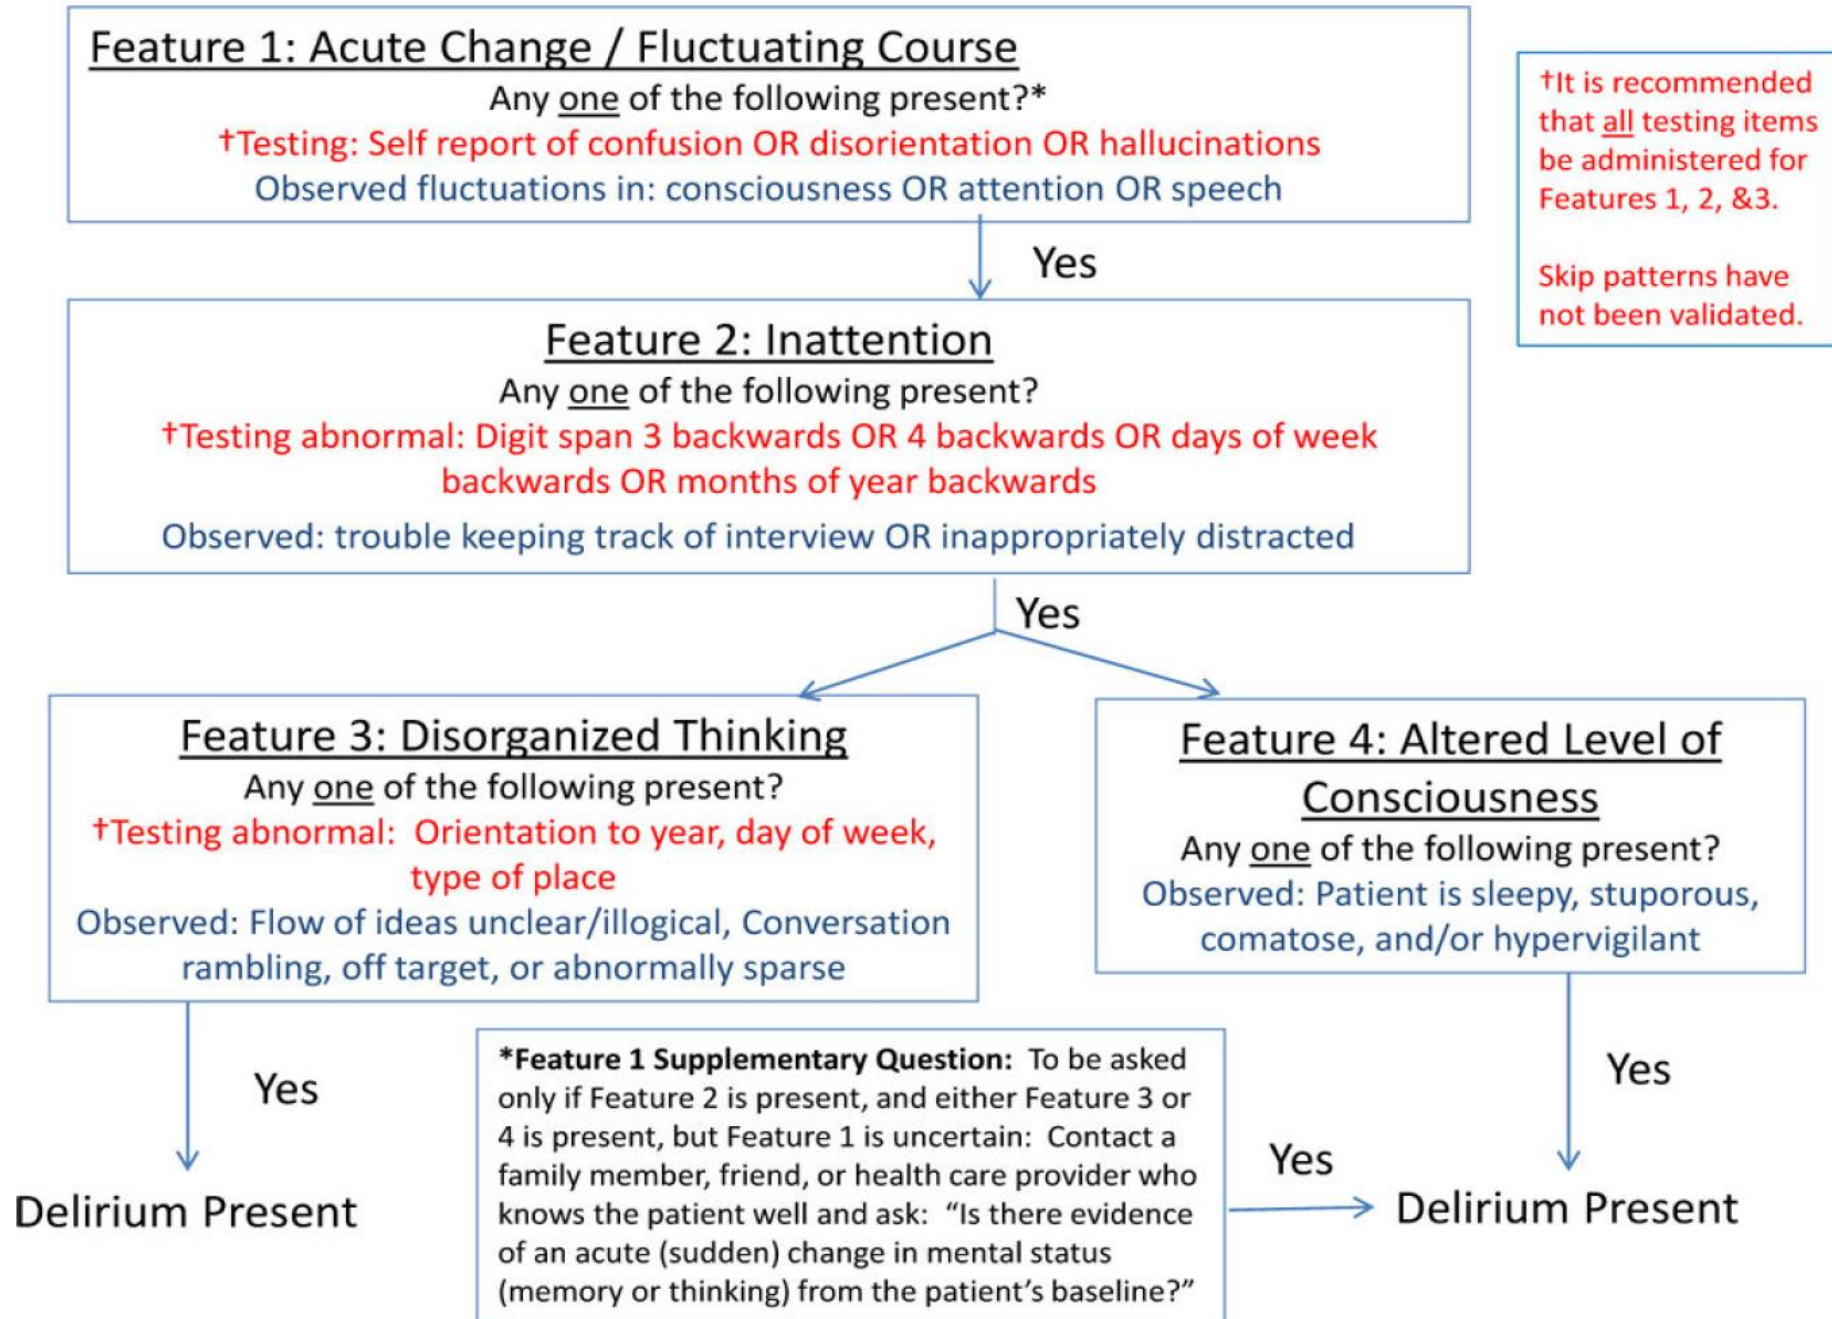 Feature 1: Acute Change / Fluctuating Course
Any one of the following present?*
†Testing: Self report of confusion OR disorientation OR hallucinations
Observed fluctuations in: consciousness OR attention OR speech
†It is recommended
that all testing items
be administered for
Features 1, 2, &3.
Skip patterns have
not been validated.
Yes
Feature 2: Inattention
Any one of the following present?
†Testing abnormal: Digit span 3 backwards OR 4 backwards OR days of week
backwards OR months of year backwards
Observed: trouble keeping track of interview OR inappropriately distracted
Yes
Feature 3: Disorganized Thinking
Any one of the following present?
†Testing abnormal: Orientation to year, day of week,
type of place
Observed: Flow of ideas unclear/illogical, Conversation
rambling, off target, or abnormally sparse
Feature 4: Altered Level of
Consciousness
Any one of the following present?
Observed: Patient is sleepy, stuporous,
comatose, and/or hypervigilant
Yes
Delirium Present
*Feature 1 Supplementary Question: To be asked
only if Feature 2 is present, and either Feature 3 or
4 is present, but Feature 1 is uncertain: Contact a
family member, friend, or health care provider who
knows the patient well and ask: “Is there evidence
of an acute (sudden) change in mental status
(memory or thinking) from the patient’s baseline?”
Yes
Yes
Delirium Present